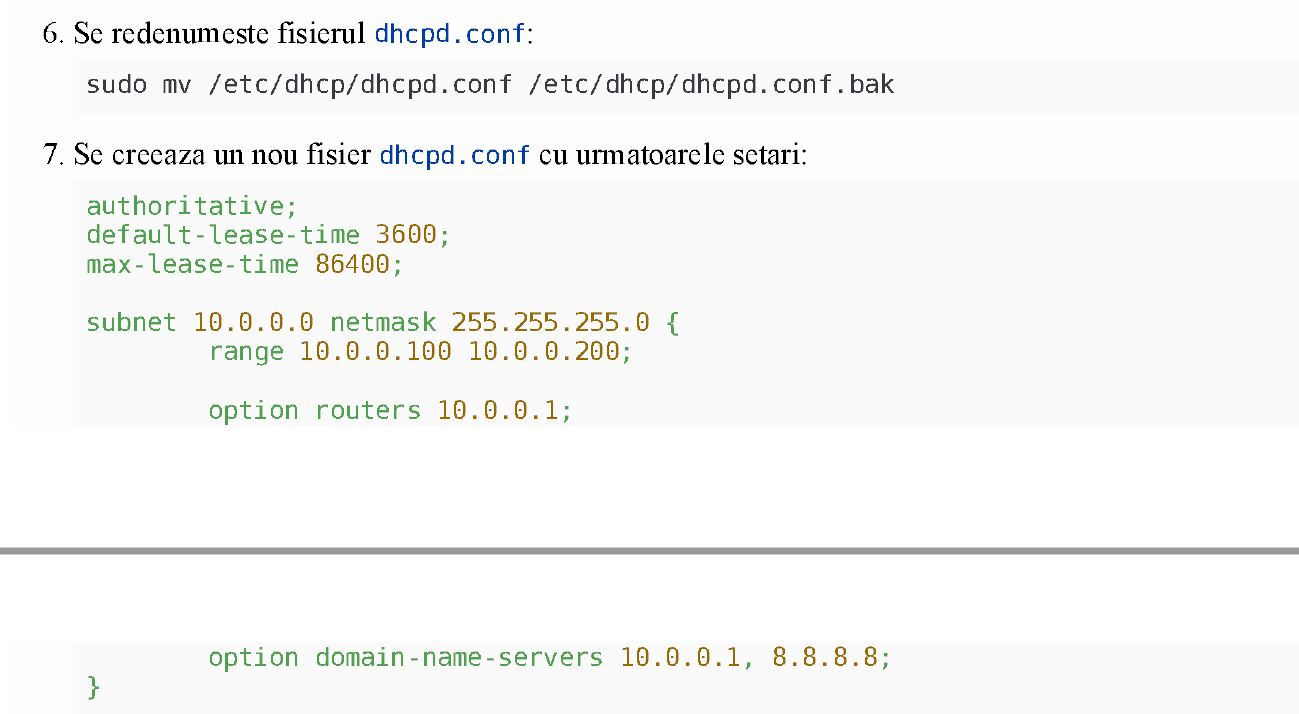 6. Se redenumeste fisierul dhcpd.conf:
sudo mv /etc/dhcp/dhcpd.conf /etc/dhcp/dhcpd.conf.bak
7. Se creeaza un nou fisier dhcpd.conf cu urmatoarele setari:
authoritative;
default-lease-time 3600;
max-lease-time 86400;
subnet 10.0.0.0 netmask 255.255.255.0 {
range 10.0.0.100 10.0.0.200;
option routers 10.0.0.1;
option domain-name-servers 10.0.0.1, 8.8.8.8;
}